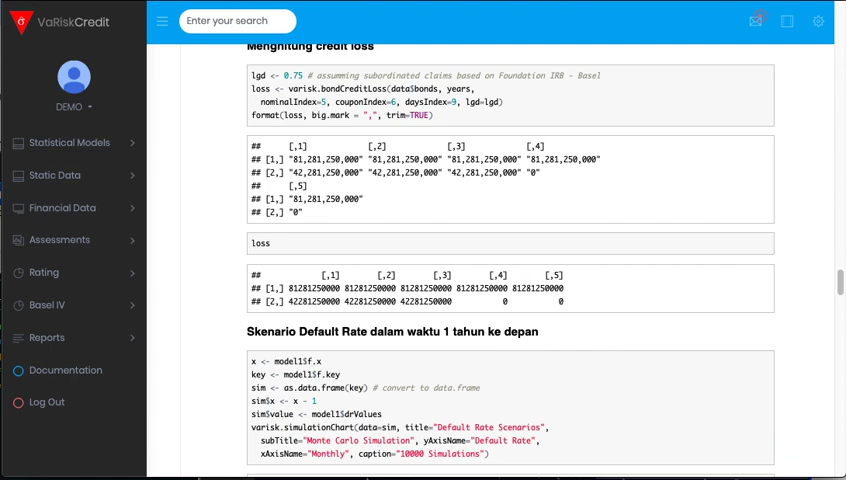 VaRiskCredit
Enter your search
DEMO
Statistical Models
Static Data
Financial Data
Assessments
Rating
Basel IV
Reports
Documentation
Log Out
Menghitung credit loss
lgd <- 0.75 # assuming subordinated claims based on Foundation IRB - Basel
loss <- varisk.bondCreditLoss(data$bonds, years,
nominalIndex=5, couponIndex=6, daysIndex=9, lgd=lgd)
format(loss, big.mark = ",", trim=TRUE)
## [,1] [,2] [,3] [,4]
## [1,] "81,281,250,000" "81,281,250,000" "81,281,250,000" "81,281,250,000"
## [2,] "42,281,250,000" "42,281,250,000" "42,281,250,000" "0"
## [,5]
## [1,] "81,281,250,000"
## [2,] "0"
loss
## [,1] [,2] [,3] [,4] [,5]
## [1,] 81281250000 81281250000 81281250000 81281250000 81281250000
## [2,] 42281250000 42281250000 42281250000 0 0
Skenario Default Rate dalam waktu 1 tahun ke depan
x <- model1$f.x
key <- model1$f.key
sim <- as.data.frame(key) # convert to data.frame
sim$x <- x - 1
sim$value <- model1$drValues
varisk.simulationChart(data=sim, title="Default Rate Scenarios",
subTitle="Monte Carlo Simulation", yAxisName="Default Rate",
xAxisName="Monthly", caption="10000 Simulations")